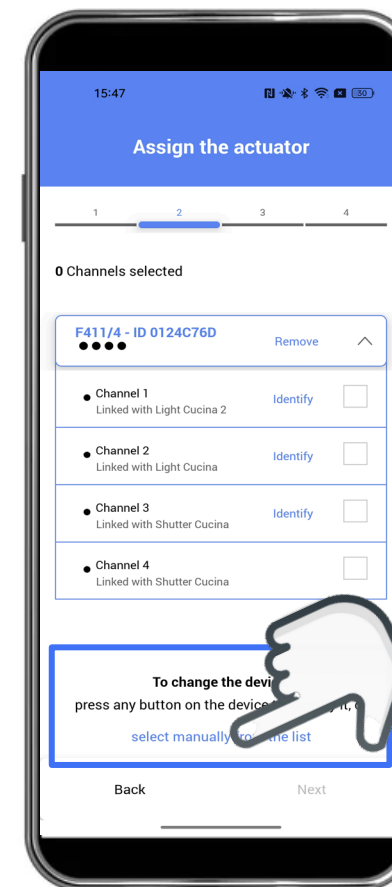 15:47
30
Assign the actuator
1 2 3 4
0 Channels selected
F411/4 - ID 0124C76D
Remove
Channel 1
Linked with Light Cucina 2
Identify
Channel 2
Linked with Light Cucina
Identify
Channel 3
Linked with Shutter Cucina
Identify
Channel 4
Linked with Shutter Cucina
To change the
press any button on the device it,
select manually the list
Back
Next